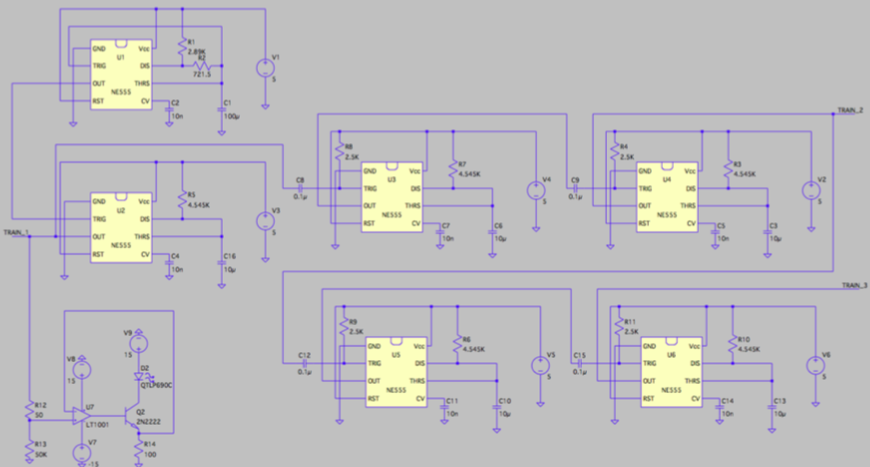 GND
Vcc
U1
TRIG
DIS
OUT
THRS
NE555
RST
CV
R1
2.89K
R2
721.5
V1
5
C2
10n
C1
100µ
GND
Vcc
U2
TRIG
DIS
OUT
THRS
NE555
RST
CV
R5
4.545K
V3
5
C4
10n
C16
10µ
TRAIN_1
C8
0.1µ
R8
2.5K
GND
Vcc
U3
TRIG
DIS
OUT
THRS
NE555
RST
CV
R7
4.545K
V4
5
C7
10n
C6
10µ
C9
0.1µ
R4
2.5K
GND
Vcc
U4
TRIG
DIS
OUT
THRS
NE555
RST
CV
R3
4.545K
V2
5
C5
10n
C3
10µ
TRAIN_2
C12
0.1µ
R9
2.5K
GND
Vcc
U5
TRIG
DIS
OUT
THRS
NE555
RST
CV
R6
4.545K
V5
5
C11
10n
C10
10µ
C15
0.1µ
R11
2.5K
GND
Vcc
U6
TRIG
DIS
OUT
THRS
NE555
RST
CV
R10
4.545K
V6
5
C14
10n
C13
10µ
TRAIN_3
V9
15
V8
15
D2
QTLP690C
U7
LT1001
Q2
2N2222
R12
50
R13
50K
V7
-15
R14
100